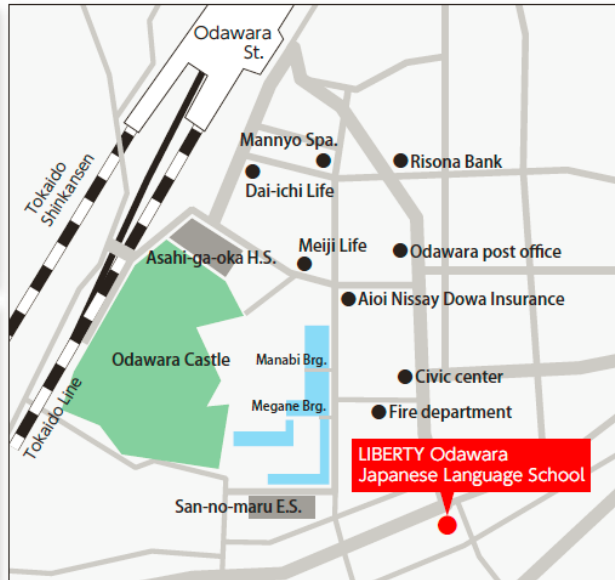 Odawara
St.
Tokaido
Shinkansen
Mannyo Spa.
Risona Bank
Dai-ichi Life
Asahi-ga-oka H.S.
Meiji Life
Odawara post office
Aioi Nissay Dowa Insurance
Odawara Castle
Manabi Brg.
Civic center
Megane Brg.
Fire department
Tokaido Line
LIBERTY Odawara
Japanese Language School
San-no-maru E.S.